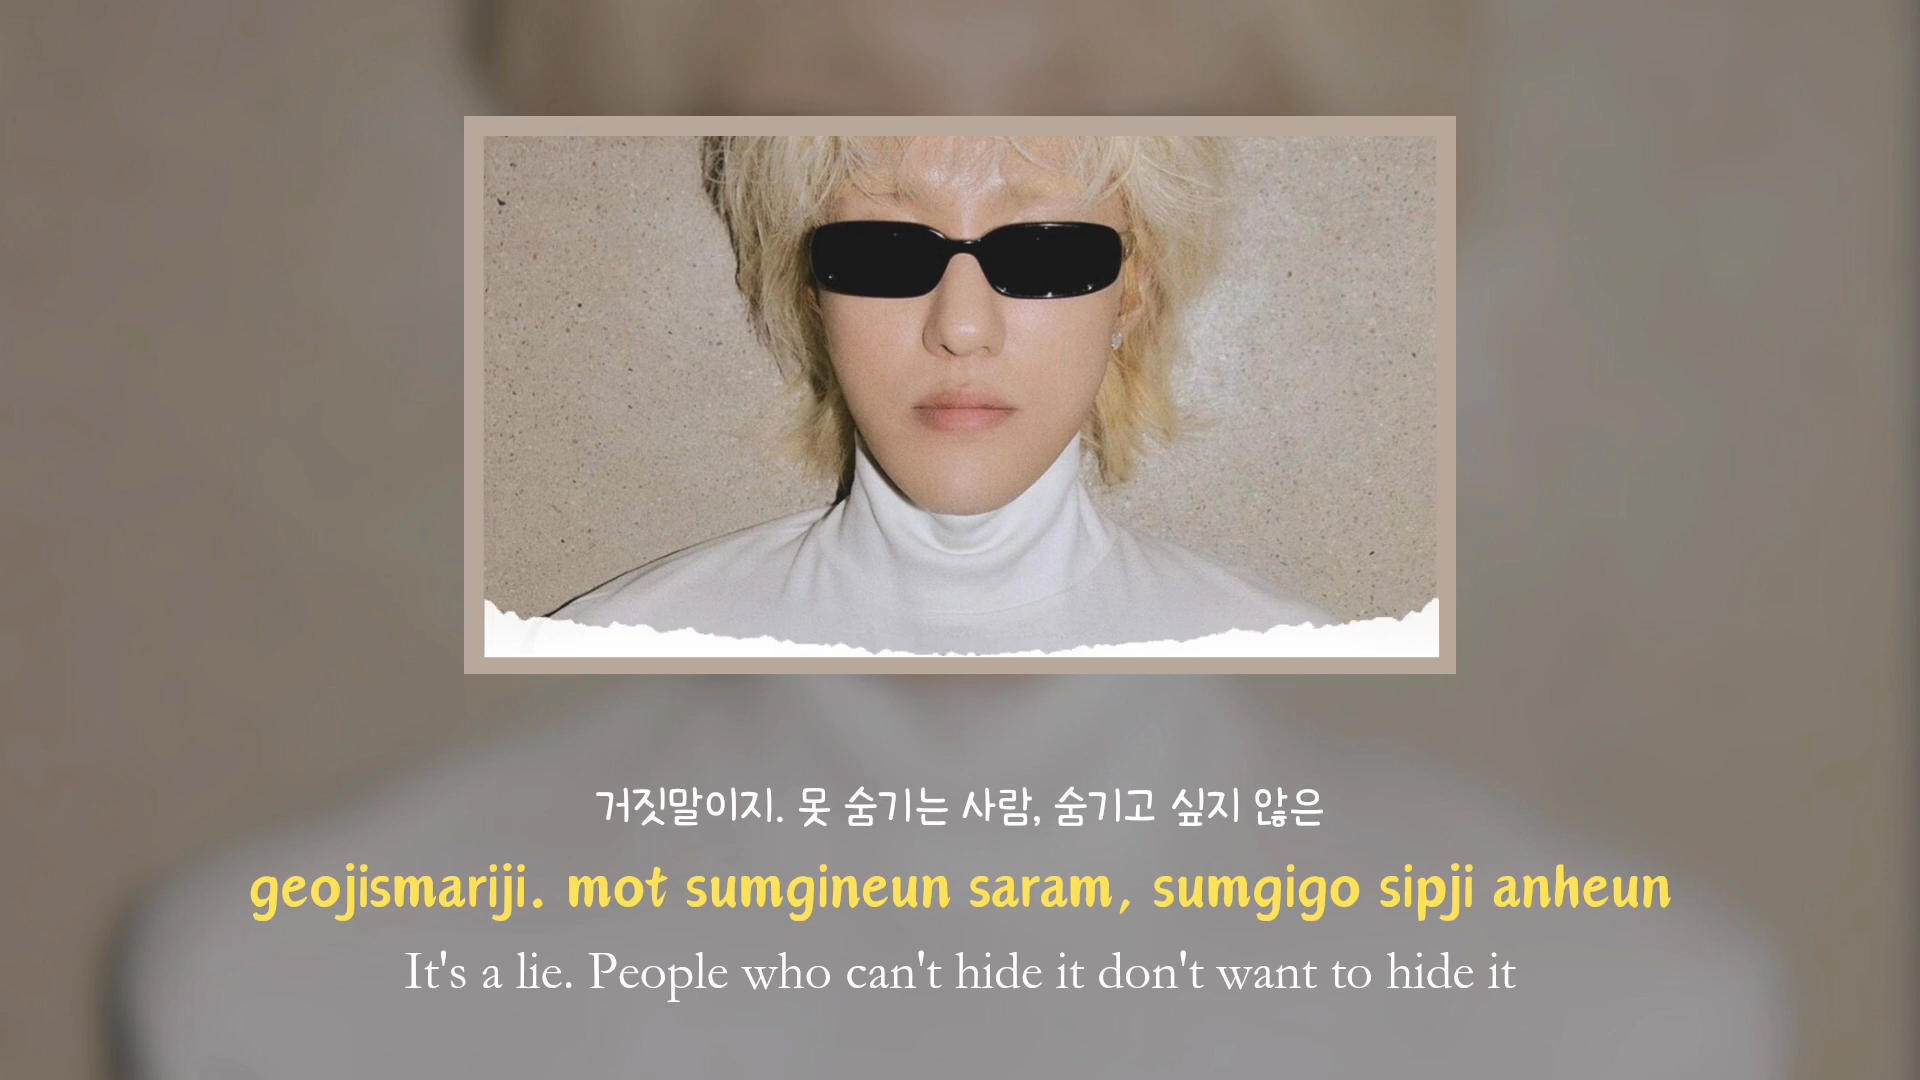 거짓말이지. 못 숨기는 사람, 숨기고 싶지 않은
geojismariji. mot sumgineun saram, sumgigo sipji anheun
It's a lie. People who can't hide it don't want to hide it